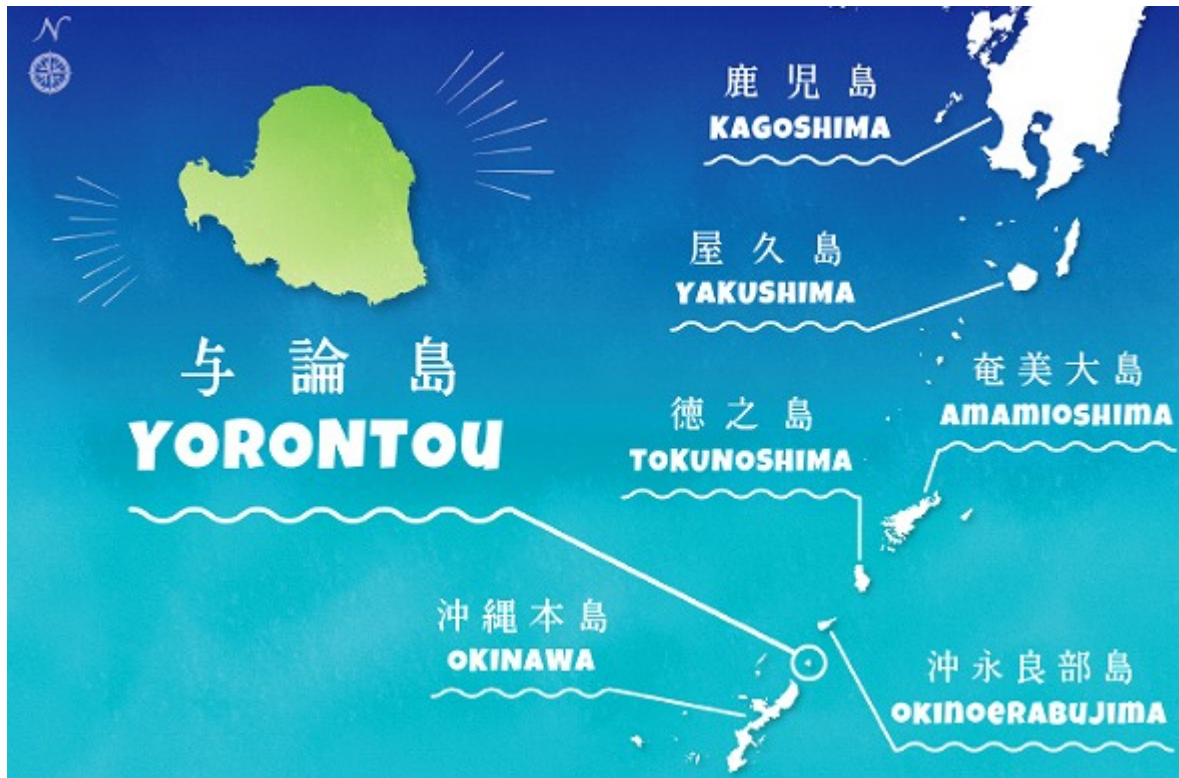 N
鹿児島
KAGOSHIMA
屋久島
YAKUSHIMA
与論島
YORONTOU
奄美大島
AMAMIOSHIMA
徳之島
TOKUNOSHIMA
沖縄本島
OKINAWA
沖永良部島
OKINOERABUJIMA